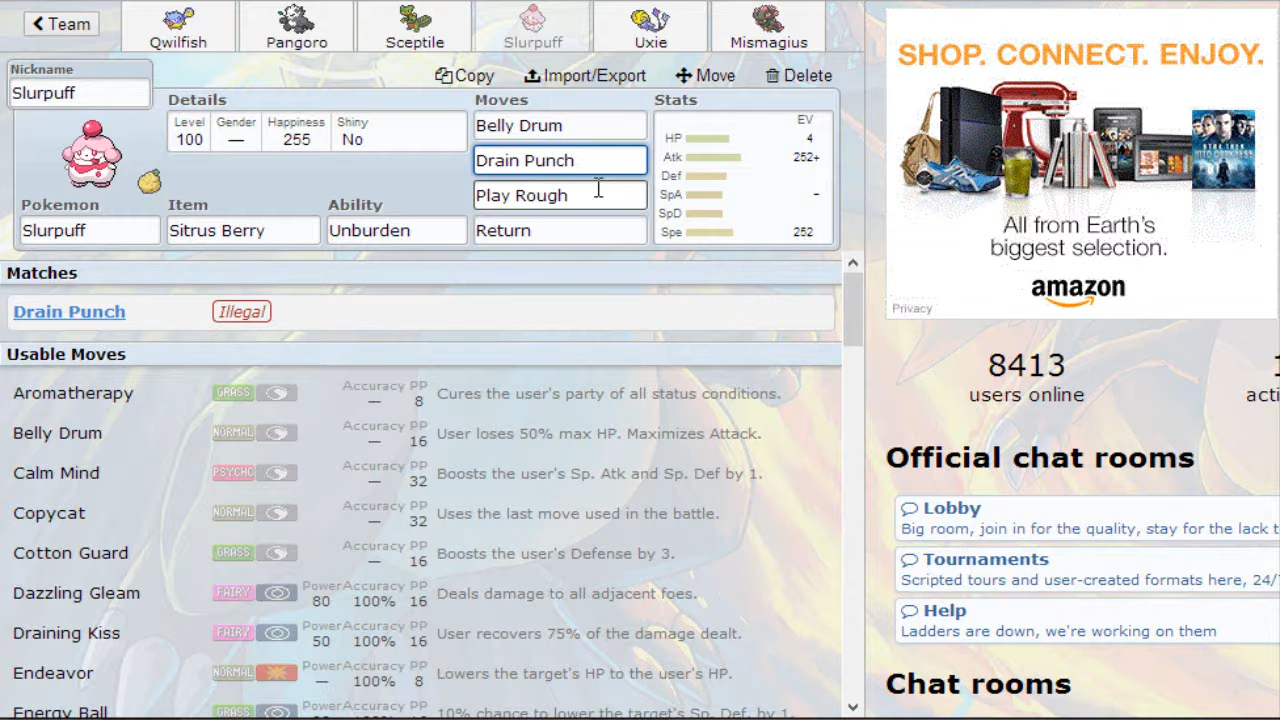 Team
Qwilfish
Pangoro
Sceptile
Slurpuff
Uxie
Mismagius
Nickname
Slurpuff
Copy
Import/Export
Move
Delete
Details
Moves
Stats
Level
Gender
Happiness
Shiny
100
—
255
No
Belly Drum
Drain Punch
Play Rough
Return
EV
HP 4
Atk 252+
Def
SpA -
SpD
Spe 252
Pokemon
Item
Ability
Slurpuff
Sitrus Berry
Unburden
Matches
Drain Punch Illegal
Usable Moves
Aromatherapy GRASS Accuracy — PP 8 Cures the user's party of all status conditions.
Belly Drum NORMAL Accuracy — PP 16 User loses 50% max HP. Maximizes Attack.
Calm Mind PSYCHC Accuracy — PP 32 Boosts the user's Sp. Atk and Sp. Def by 1.
Copycat NORMAL Accuracy — PP 32 Uses the last move used in the battle.
Cotton Guard GRASS Accuracy — PP 16 Boosts the user's Defense by 3.
Dazzling Gleam FAIRY Power 80 Accuracy 100% PP 16 Deals damage to all adjacent foes.
Draining Kiss FAIRY Power 50 Accuracy 100% PP 16 User recovers 75% of the damage dealt.
Endeavor NORMAL Power — Accuracy 100% PP 8 Lowers the target's HP to the user's HP.
Energy Ball GRASS Power Accuracy PP 10% chance to lower the target's Sp. Def. by 1.
SHOP. CONNECT. ENJOY.
STAR TREK
INTO DARKNESS
All from Earth's
biggest selection.
amazon
Privacy
8413
users online
1
acti
Official chat rooms
Lobby
Big room, join in for the quality, stay for the lack t
Tournaments
Scripted tours and user-created formats here, 24/
Help
Ladders are down, we're working on them
Chat rooms